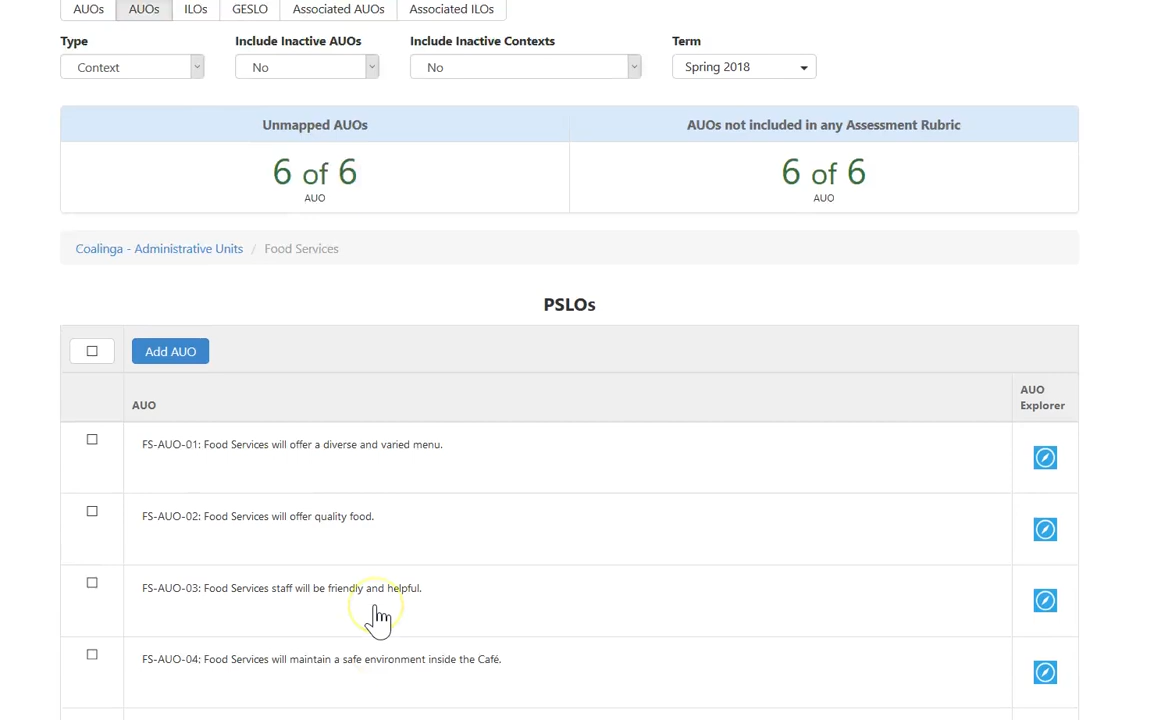 AUOs AUOs ILOs GESLO Associated AUOs Associated ILOs
Type Include Inactive AUOs Include Inactive Contexts Term
Context No No Spring 2018
Unmapped AUOs AUOs not included in any Assessment Rubric
6 of 6 6 of 6
AUO AUO
Coalinga - Administrative Units / Food Services
PSLOs
Add AUO
AUO AUO
Explorer
FS-AUO-01: Food Services will offer a diverse and varied menu.
FS-AUO-02: Food Services will offer quality food.
FS-AUO-03: Food Services staff will be friendly and helpful.
FS-AUO-04: Food Services will maintain a safe environment inside the Café.